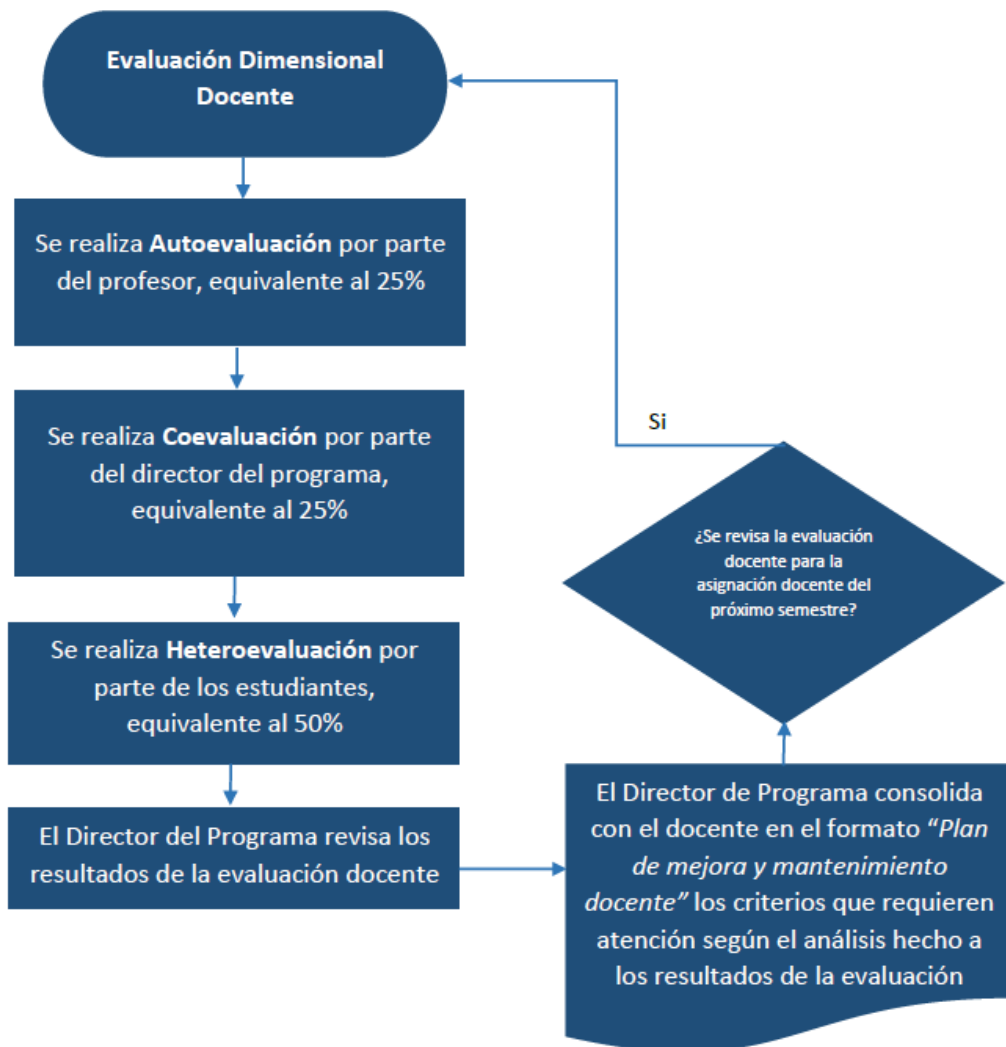 Evaluación Dimensional
Docente
Se realiza Autoevaluación por parte
del profesor, equivalente al 25%
Se realiza Coevaluación por parte
del director del programa,
equivalente al 25%
Se realiza Heteroevaluación por
parte de los estudiantes,
equivalente al 50%
El Director del Programa revisa los
resultados de la evaluación docente
El Director de Programa consolida
con el docente en el formato “Plan
de mejora y mantenimiento
docente” los criterios que requieren
atención según el análisis hecho a
los resultados de la evaluación
¿Se revisa la evaluación
docente para la
asignación docente del
próximo semestre?
Si